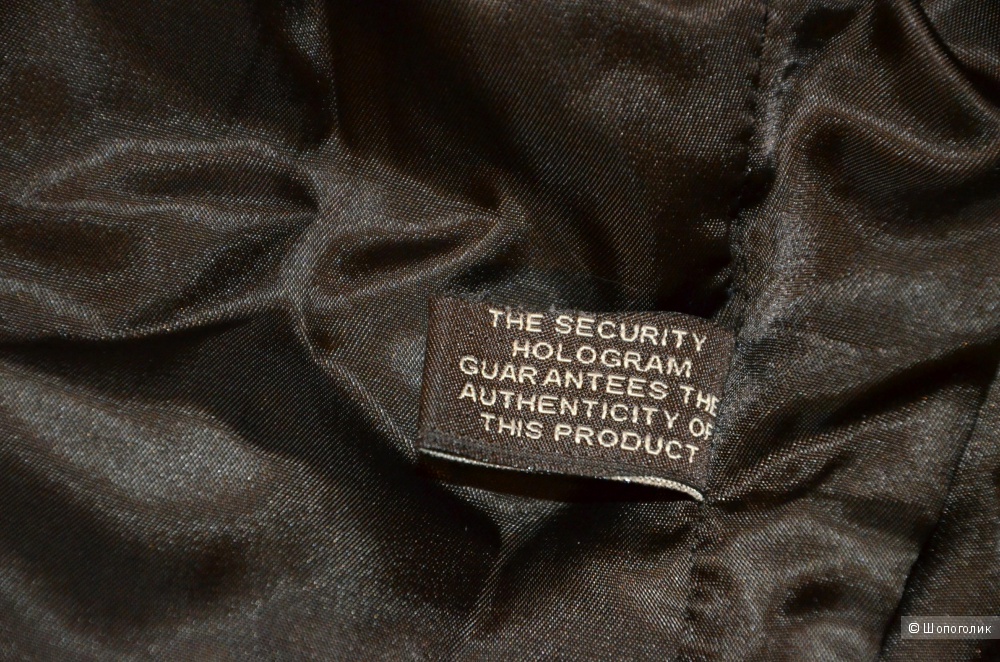 THE SECURITY
HOLOGRAM
GUARANTEES THE
AUTHENTICITY OF
THIS PRODUCT
© Шопоголик